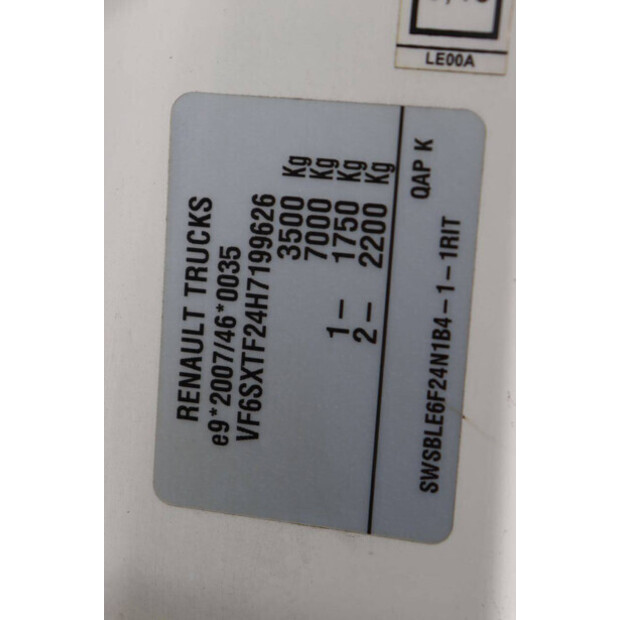 RENAULT TRUCKS
e9*2007/46*0035
VF6SXTF24H7199626
3500 Kg
7000 Kg
1- 1750 Kg
2- 2200 Kg
SWSBLE6F24N1B4-1-1RIT QAP K
LE00A